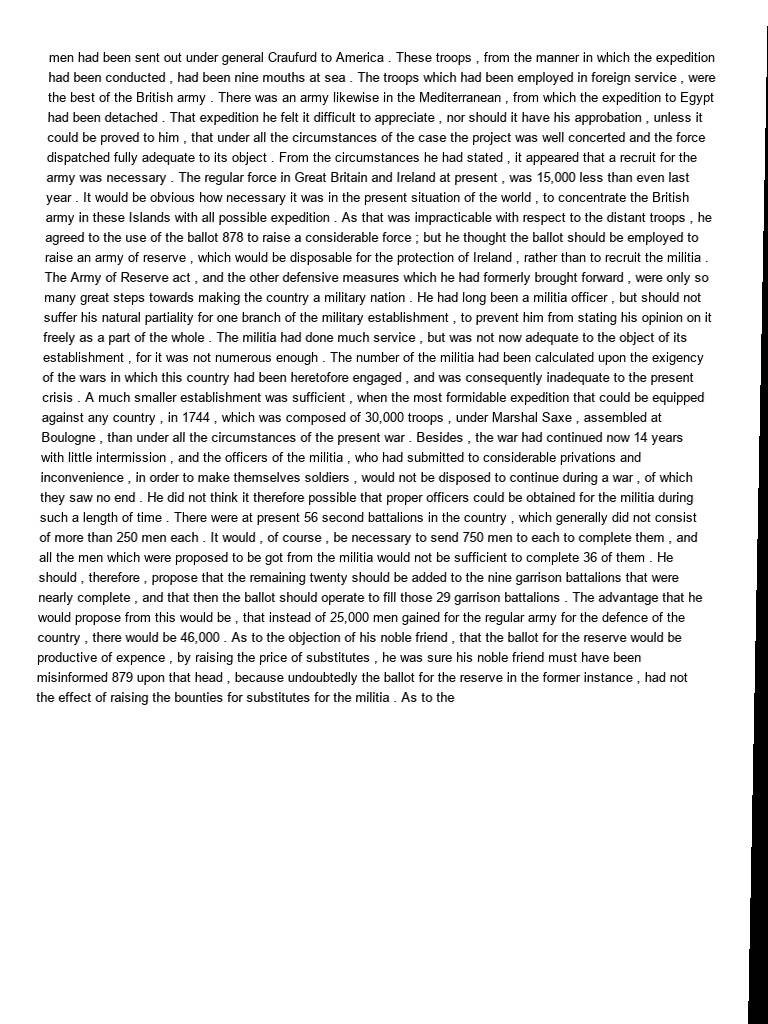 men had been sent out under general Craufurd to America . These troops , from the manner in which the expedition
had been conducted , had been nine mouths at sea . The troops which had been employed in foreign service , were
the best of the British army . There was an army likewise in the Mediterranean , from which the expedition to Egypt
had been detached . That expedition he felt it difficult to appreciate , nor should it have his approbation , unless it
could be proved to him , that under all the circumstances of the case the project was well concerted and the force
dispatched fully adequate to its object . From the circumstances he had stated , it appeared that a recruit for the
army was necessary . The regular force in Great Britain and Ireland at present , was 15,000 less than even last
year . It would be obvious how necessary it was in the present situation of the world , to concentrate the British
army in these Islands with all possible expedition . As that was impracticable with respect to the distant troops , he
agreed to the use of the ballot 878 to raise a considerable force ; but he thought the ballot should be employed to
raise an army of reserve , which would be disposable for the protection of Ireland , rather than to recruit the militia .
The Army of Reserve act , and the other defensive measures which he had formerly brought forward , were only so
many great steps towards making the country a military nation . He had long been a militia officer , but should not
suffer his natural partiality for one branch of the military establishment , to prevent him from stating his opinion on it
freely as a part of the whole . The militia had done much service , but was not now adequate to the object of its
establishment , for it was not numerous enough . The number of the militia had been calculated upon the exigency
of the wars in which this country had been heretofore engaged , and was consequently inadequate to the present
crisis . A much smaller establishment was sufficient , when the most formidable expedition that could be equipped
against any country , in 1744 , which was composed of 30,000 troops , under Marshal Saxe , assembled at
Boulogne , than under all the circumstances of the present war . Besides , the war had continued now 14 years
with little intermission , and the officers of the militia , who had submitted to considerable privations and
inconvenience , in order to make themselves soldiers , would not be disposed to continue during a war , of which
they saw no end . He did not think it therefore possible that proper officers could be obtained for the militia during
such a length of time . There were at present 56 second battalions in the country , which generally did not consist
of more than 250 men each . It would , of course , be necessary to send 750 men to each to complete them , and
all the men which were proposed to be got from the militia would not be sufficient to complete 36 of them . He
should , therefore , propose that the remaining twenty should be added to the nine garrison battalions that were
nearly complete , and that then the ballot should operate to fill those 29 garrison battalions . The advantage that he
would propose from this would be , that instead of 25,000 men gained for the regular army for the defence of the
country , there would be 46,000 . As to the objection of his noble friend , that the ballot for the reserve would be
productive of expence , by raising the price of substitutes , he was sure his noble friend must have been
misinformed 879 upon that head , because undoubtedly the ballot for the reserve in the former instance , had not
the effect of raising the bounties for substitutes for the militia . As to the